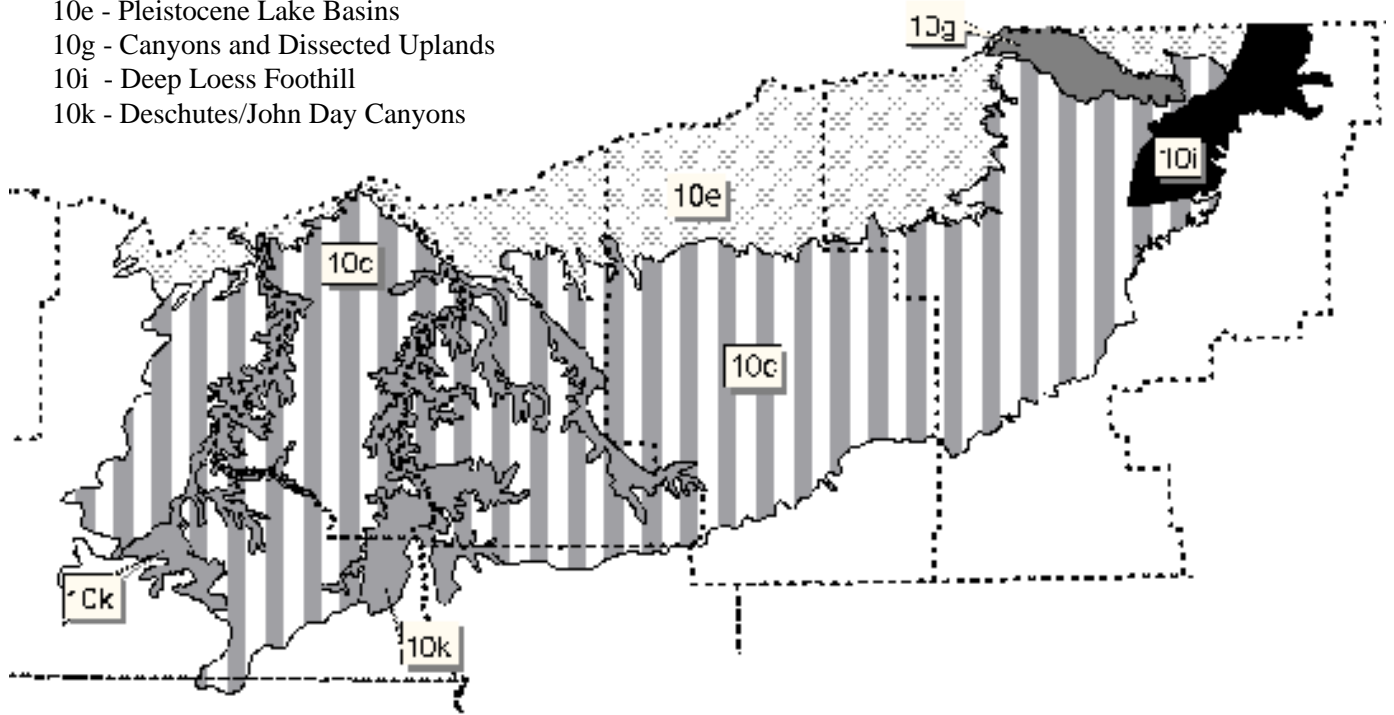 10e - Pleistocene Lake Basins
10g - Canyons and Dissected Uplands
10i - Deep Loess Foothill
10k - Deschutes/John Day Canyons
10g
10i
10e
10c
10c
10k
10k